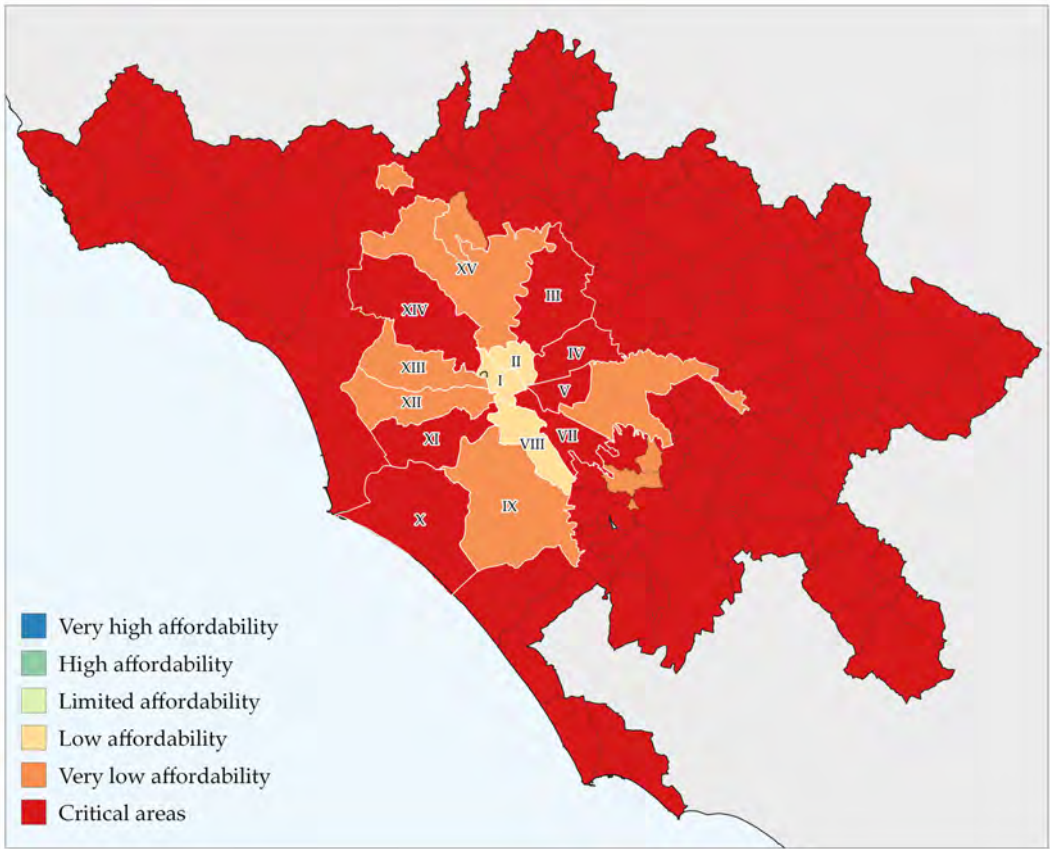 XV
III
XIV
IV
II
XIII
I
V
XII
XI
VII
VIII
IX
X
Very high affordability
High affordability
Limited affordability
Low affordability
Very low affordability
Critical areas